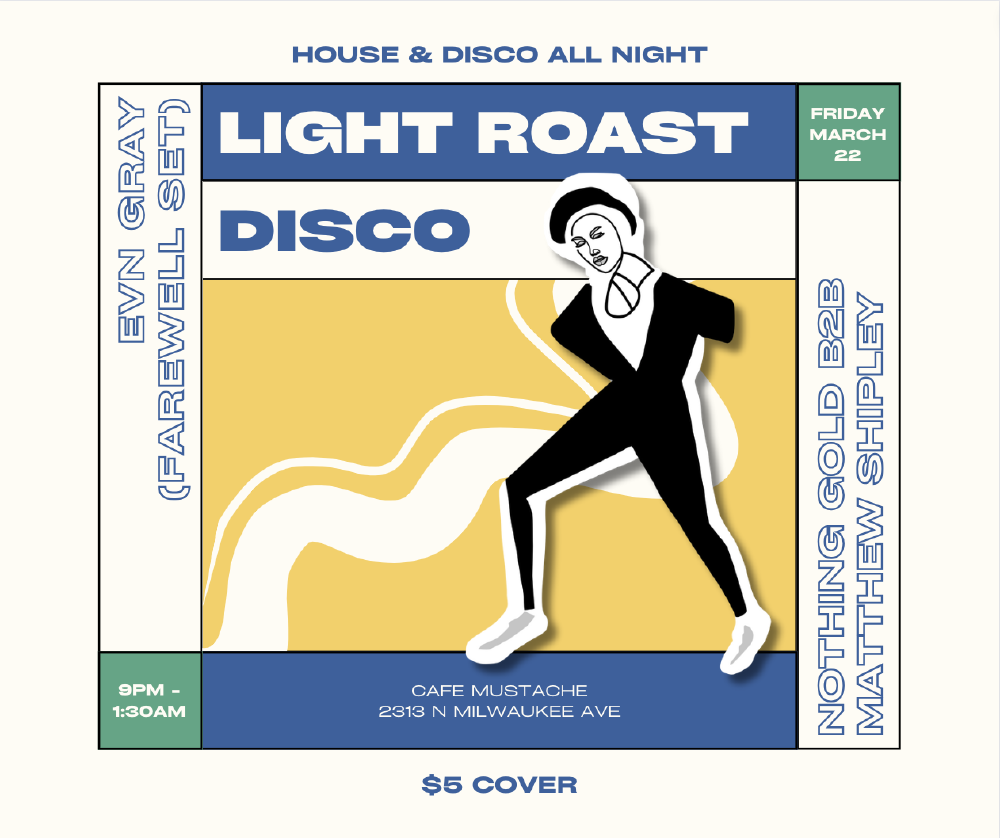 HOUSE & DISCO ALL NIGHT
EVN GRAY
(FAREWELL SET)
LIGHT ROAST
DISCO
FRIDAY
MARCH
22
NOTHING GOLD B2B
MATTHEW SHIPLEY
9PM -
1:30AM
CAFE MUSTACHE
2313 N MILWAUKEE AVE
$5 COVER